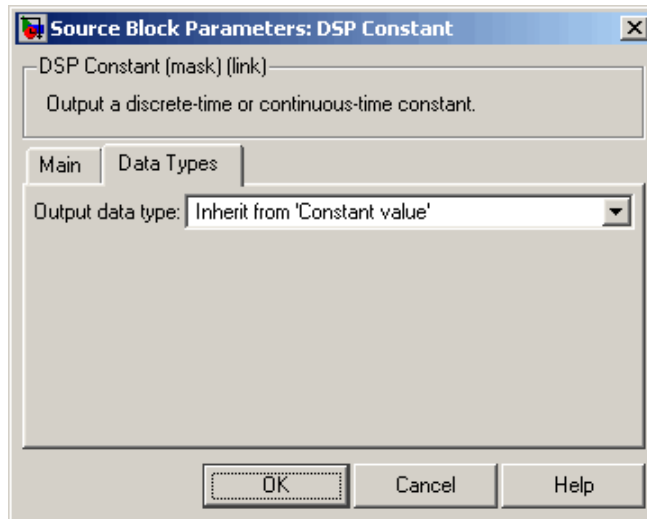 Source Block Parameters: DSP Constant
DSP Constant (mask) (link)
Output a discrete-time or continuous-time constant.
Main Data Types
Output data type: Inherit from 'Constant value'
OK Cancel Help